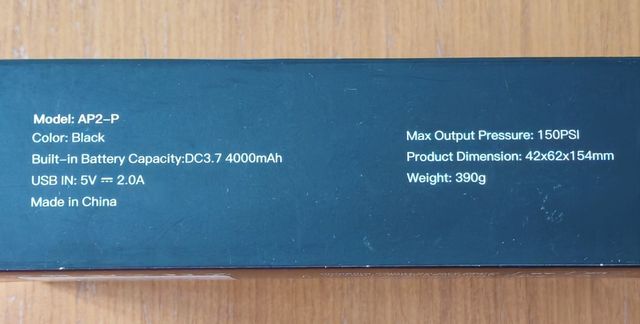 Model: AP2-P
Color: Black
Built-in Battery Capacity:DC3.7 4000mAh
USB IN: 5V ⎓ 2.0A
Made in China
Max Output Pressure: 150PSI
Product Dimension: 42x62x154mm
Weight: 390g